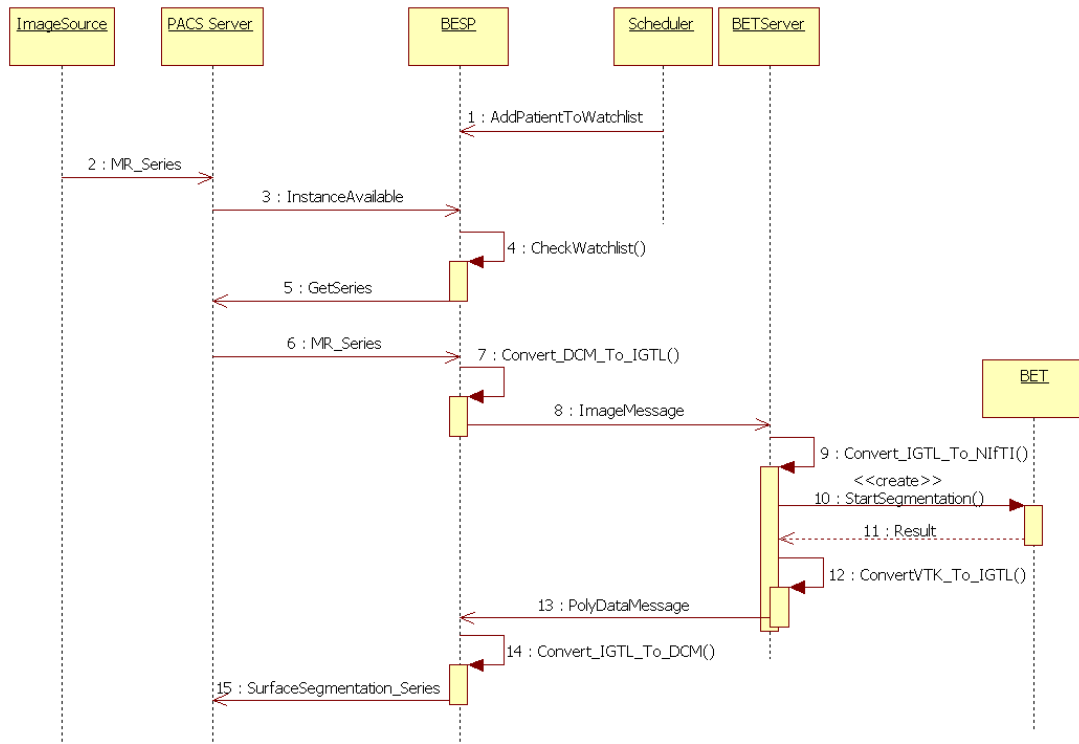 ImageSource
PACS Server
BESP
Scheduler
BETServer
1 : AddPatientToWatchlist
2 : MR_Series
3 : InstanceAvailable
4 : CheckWatchlist()
5 : GetSeries
6 : MR_Series
7 : Convert_DCM_To_IGTL()
BET
8 : ImageMessage
9 : Convert_IGTL_To_NIfTI()
<<create>>
10 : StartSegmentation()
11 : Result
12 : ConvertVTK_To_IGTL()
13 : PolyDataMessage
14 : Convert_IGTL_To_DCM()
15 : SurfaceSegmentation_Series